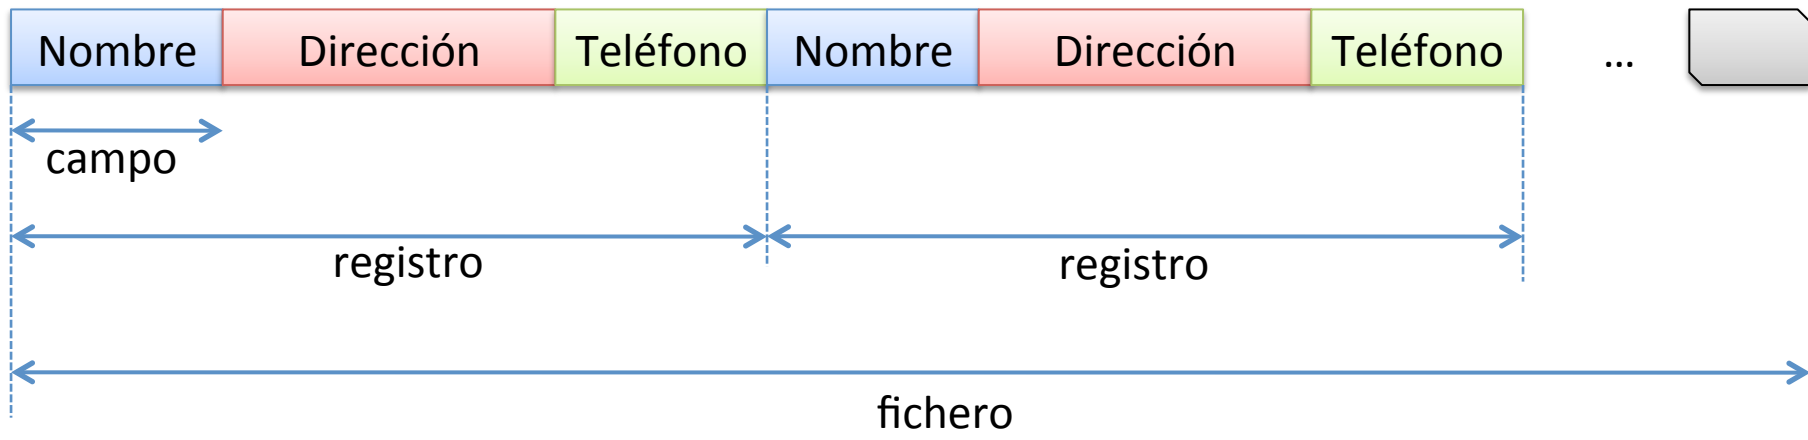 Nombre Dirección Teléfono Nombre Dirección Teléfono ...
campo
registro registro
fichero